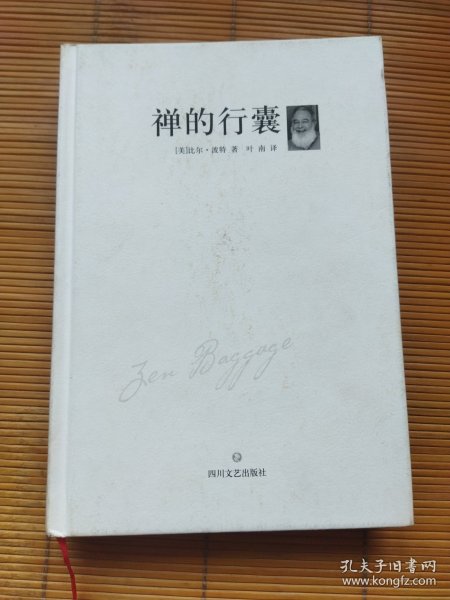 禅的行囊
[美]比尔·波特 著 叶南 译
Zen Baggage
四川文艺出版社
孔夫子旧书网
www.kongfz.com